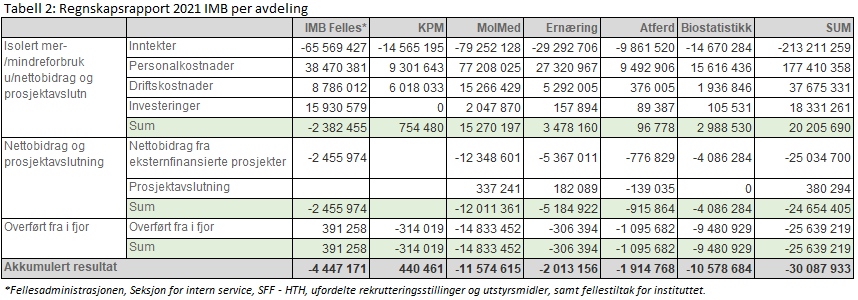 Tabell 2: Regnskapsrapport 2021 IMB per avdeling
IMB Felles* KPM MolMed Ernæring Atferd Biostatistikk SUM
Isolert mer-/mindreforbruk u/nettobidrag og prosjektavslutn Inntekter -65 569 427 -14 565 195 -79 252 128 -29 292 706 -9 861 520 -14 670 284 -213 211 259
Personalkostnader 38 470 381 9 301 643 77 208 025 27 320 967 9 492 906 15 616 436 177 410 358
Driftskostnader 8 786 012 6 018 033 15 266 429 5 292 005 376 005 1 936 846 37 675 331
Investeringer 15 930 579 0 2 047 870 157 894 89 387 105 531 18 331 261
Sum -2 382 455 754 480 15 270 197 3 478 160 96 778 2 988 530 20 205 690
Nettobidrag og prosjektavslutning Nettobidrag fra eksternfinansierte prosjekter -2 455 974 -12 348 601 -5 367 011 -776 829 -4 086 284 -25 034 700
Prosjektavslutning 337 241 182 089 -139 035 0 380 294
Sum -2 455 974 -12 011 361 -5 184 922 -915 864 -4 086 284 -24 654 405
Overført fra i fjor Overført fra i fjor 391 258 -314 019 -14 833 452 -306 394 -1 095 682 -9 480 929 -25 639 219
Sum 391 258 -314 019 -14 833 452 -306 394 -1 095 682 -9 480 929 -25 639 219
Akkumulert resultat -4 447 171 440 461 -11 574 615 -2 013 156 -1 914 768 -10 578 684 -30 087 933
*Fellesadministrasjonen, Seksjon for intern service, SFF - HTH, ufordelte rekrutteringsstillinger og utstyrsmidler, samt fellestiltak for instituttet.